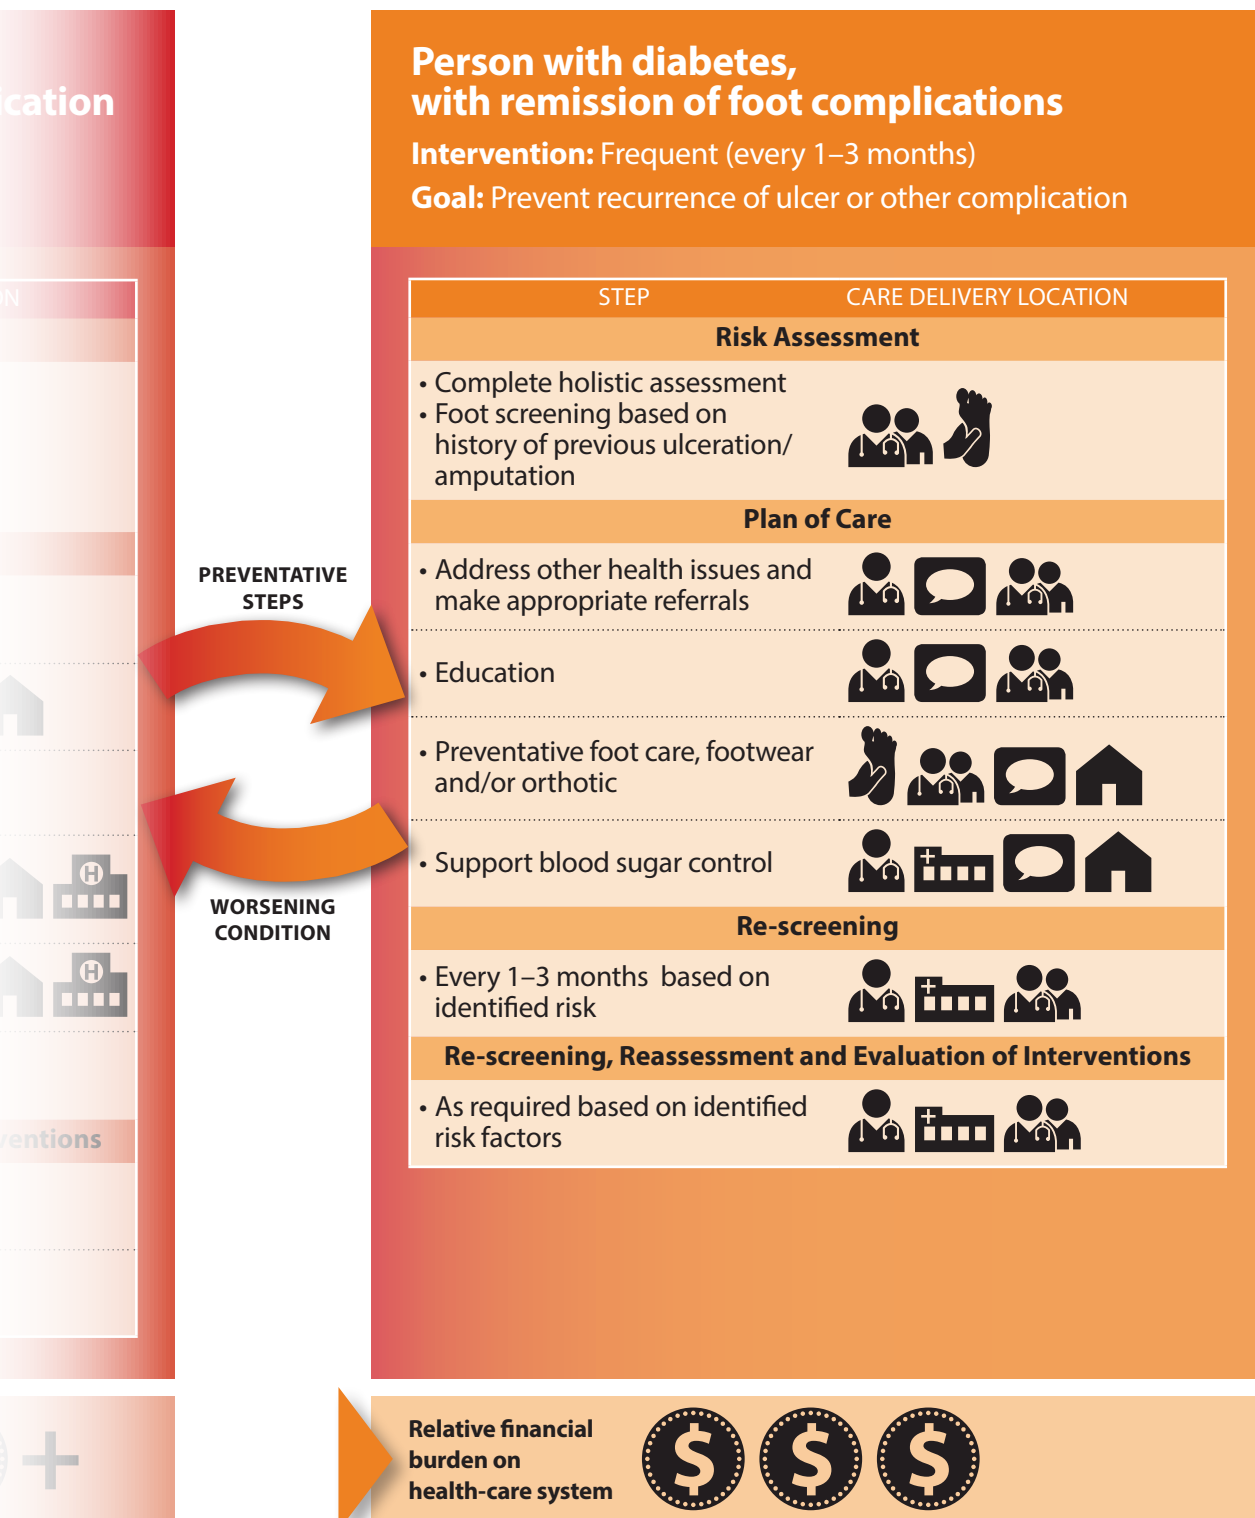 ication
ON
ventions
PREVENTATIVE
STEPS
WORSENING
CONDITION
Person with diabetes,
with remission of foot complications
Intervention: Frequent (every 1–3 months)
Goal: Prevent recurrence of ulcer or other complication
STEP CARE DELIVERY LOCATION
Risk Assessment
• Complete holistic assessment
• Foot screening based on
history of previous ulceration/
amputation
Plan of Care
• Address other health issues and
make appropriate referrals
• Education
• Preventative foot care, footwear
and/or orthotic
• Support blood sugar control
Re-screening
• Every 1–3 months based on
identified risk
Re-screening, Reassessment and Evaluation of Interventions
• As required based on identified
risk factors
H
H
+
Relative financial
burden on
health-care system
$ $ $